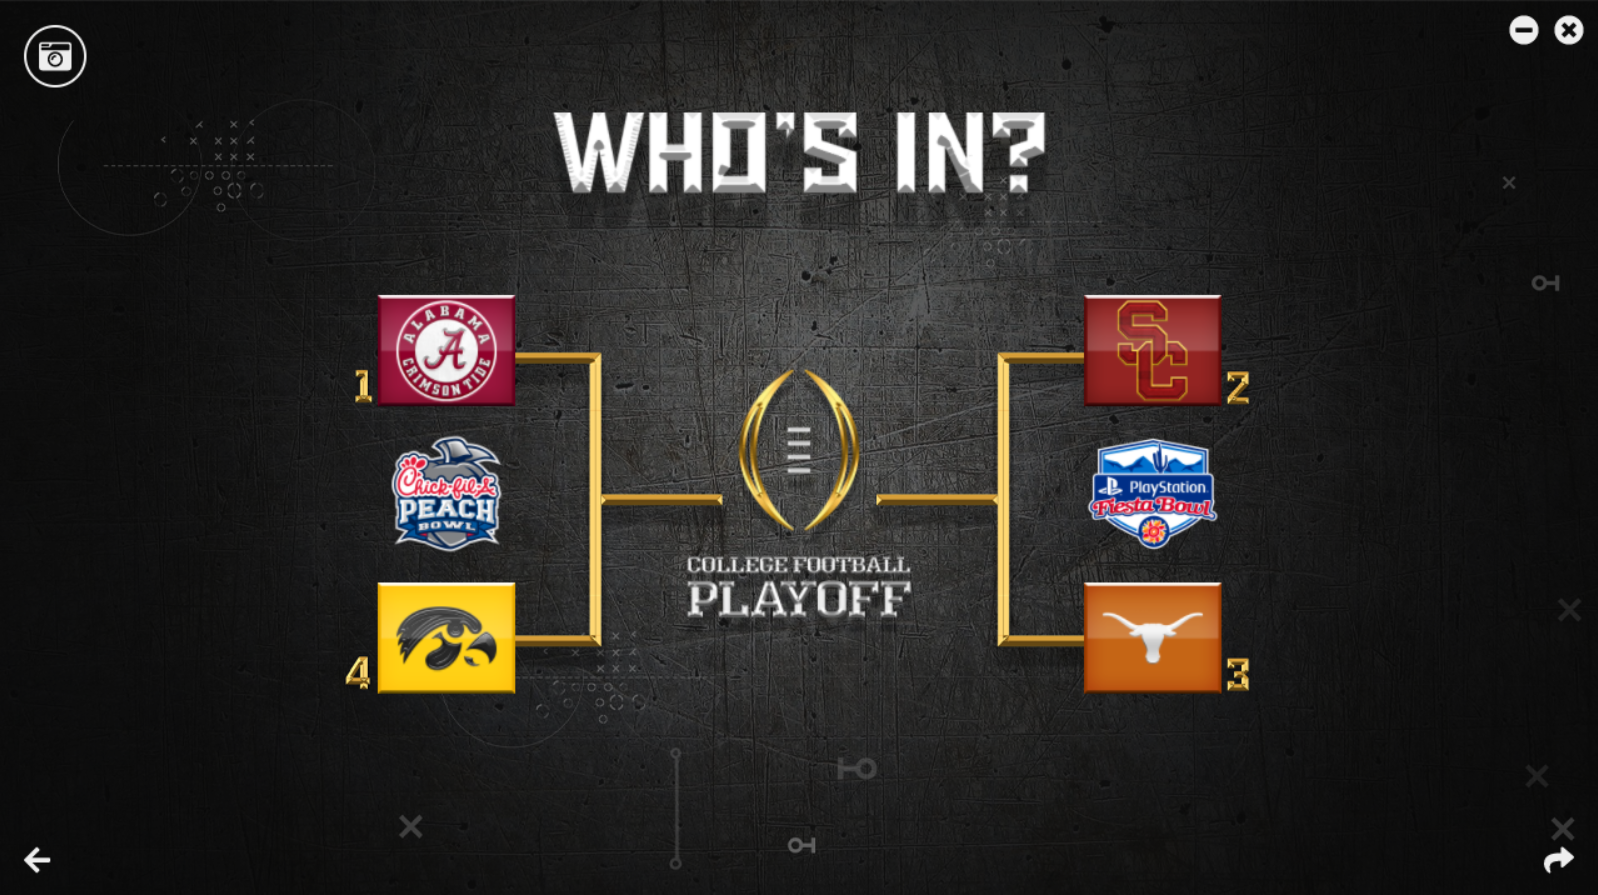 WHO'S IN?
ALABAMA
A
CRIMSON TIDE
1
SC
2
Chick-fil-A
PEACH
BOWL
PlayStation
Fiesta Bowl
COLLEGE FOOTBALL
PLAYOFF
4
3